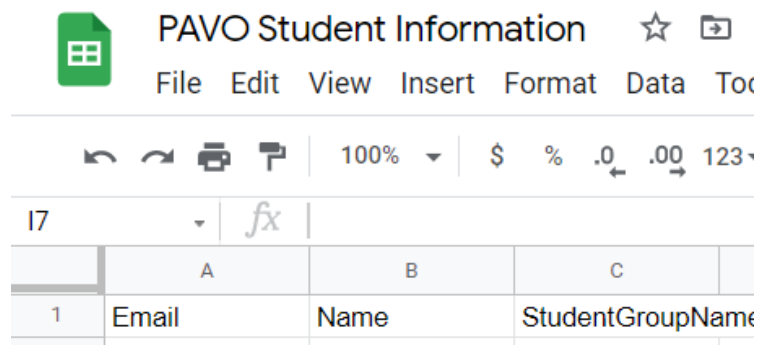 PAVO Student Information
File Edit View Insert Format Data Too
100% $ % .0 .00 123
I7 fx
A B C
1 Email Name StudentGroupName